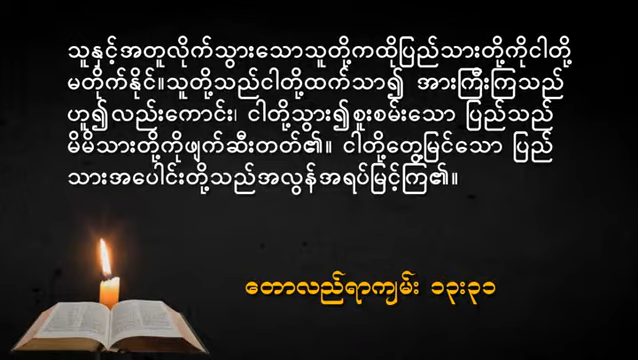 သူနှင့်အတူလိုက်သွားသောသူတို့ကထိုပြည်သားတို့ကိုငါတို့
မတိုက်နိုင်။သူတို့သည်ငါတို့ထက်သာ၍ အားကြီးကြသည်
ဟူ၍လည်းကောင်း၊ ငါတို့သွား၍စူးစမ်းသော ပြည်သည်
မိမိသားတို့ကိုဖျက်ဆီးတတ်၏။ ငါတို့တွေ့မြင်သော ပြည်
သားအပေါင်းတို့သည်အလွန်အရပ်မြင့်ကြ၏။
တောလည်ရာကျမ်း ၁၃း၃၁